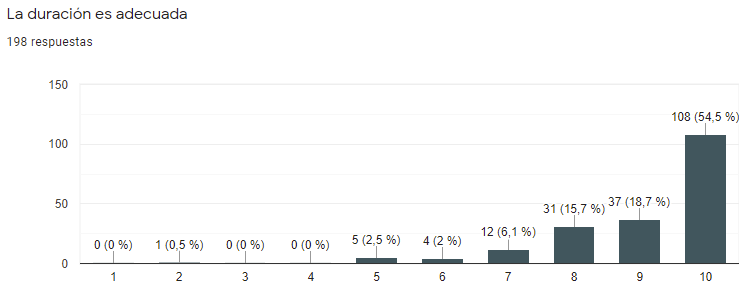 La duración es adecuada
198 respuestas
150
100
50
0
0 (0 %)
1 (0,5 %)
0 (0 %)
0 (0 %)
5 (2,5 %)
4 (2 %)
12 (6,1 %)
31 (15,7 %)
37 (18,7 %)
108 (54,5 %)
1 2 3 4 5 6 7 8 9 10